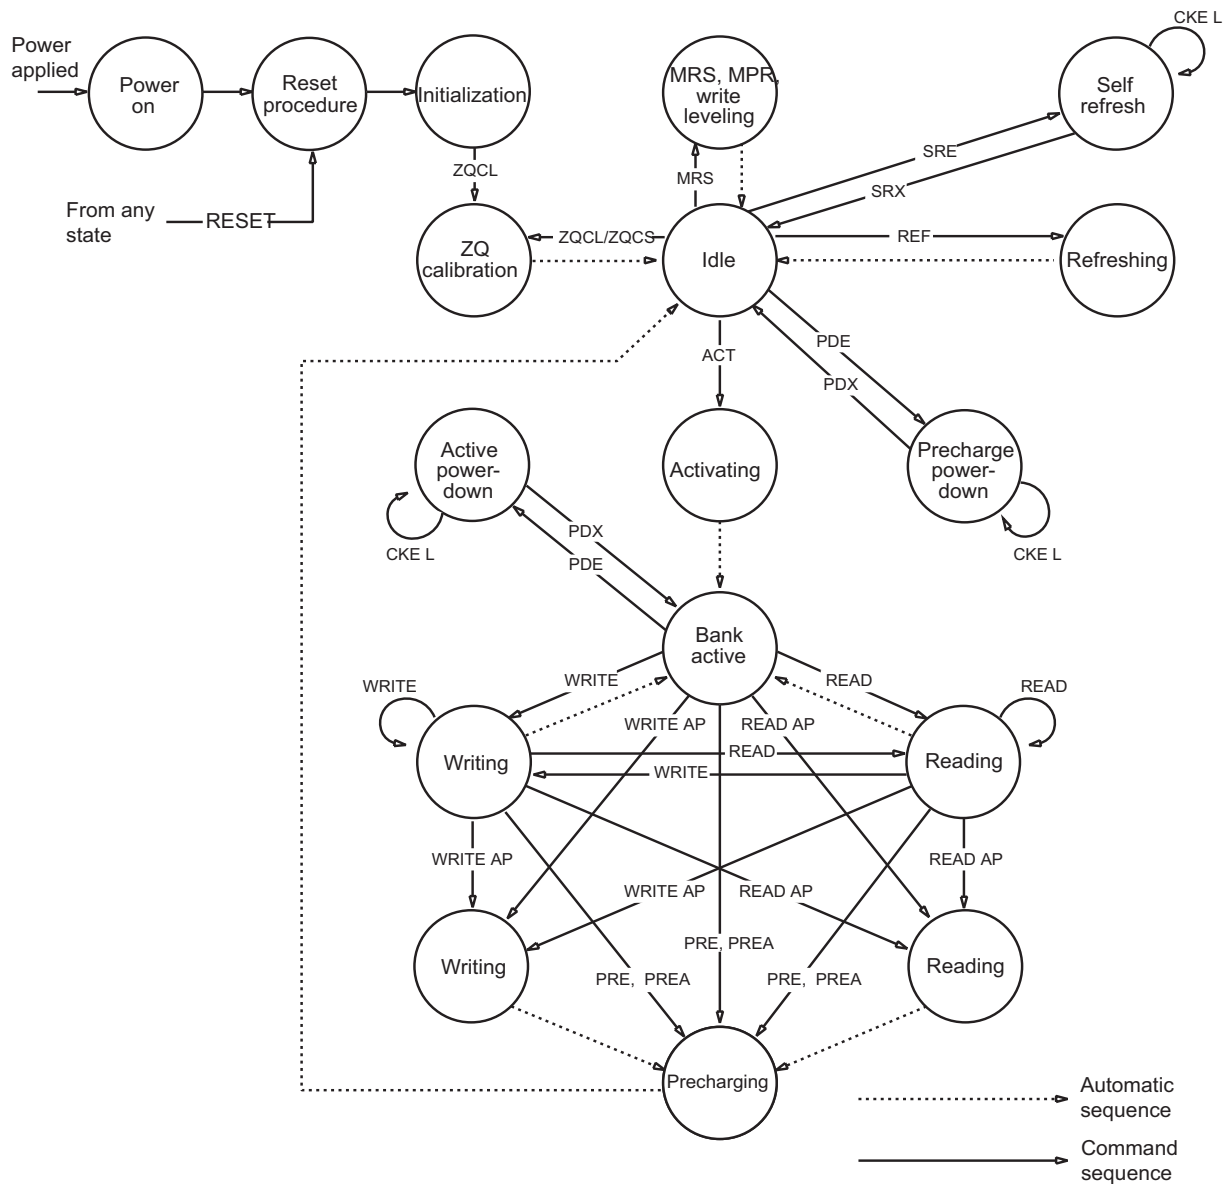 CKE L
Power
applied
Power
on
Reset
procedure
Initialization
MRS, MPR,
write
leveling
Self
refresh
ZQCL
MRS
SRE
SRX
From any
state
RESET
ZQ
calibration
ZQCL/ZQCS
Idle
REF
Refreshing
ACT
PDE
PDX
Active
power-
down
Activating
Precharge
power-
down
CKE L
PDX
PDE
CKE L
Bank
active
WRITE
WRITE
READ
READ
WRITE AP
READ AP
Writing
READ
WRITE
Reading
WRITE AP
READ AP
WRITE AP
READ AP
PRE, PREA
Writing
PRE, PREA
PRE, PREA
Reading
Precharging
Automatic
sequence
Command
sequence